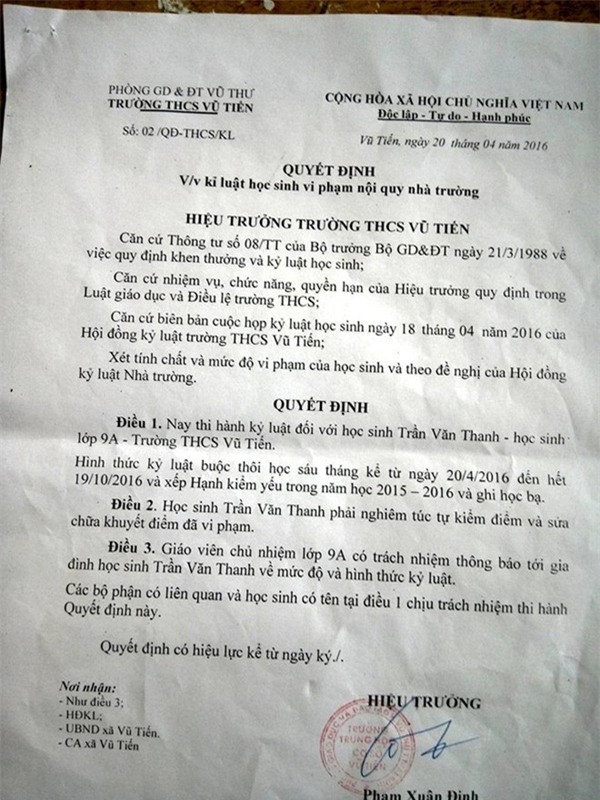 PHÒNG GD & ĐT VŨ THƯ
TRƯỜNG THCS VŨ TIẾN
Số: 02 /QĐ-THCS/KL
CỘNG HÒA XÃ HỘI CHỦ NGHĨA VIỆT NAM
Độc lập - Tự do - Hạnh phúc
Vũ Tiến, ngày 20 tháng 04 năm 2016
QUYẾT ĐỊNH
V/v kỉ luật học sinh vi phạm nội quy nhà trường
HIỆU TRƯỞNG TRƯỜNG THCS VŨ TIẾN
Căn cứ Thông tư số 08/TT của Bộ trưởng Bộ GD&ĐT ngày 21/3/1988 về
việc quy định khen thưởng và kỷ luật học sinh;
Căn cứ nhiệm vụ, chức năng, quyền hạn của Hiệu trưởng quy định trong
Luật giáo dục và Điều lệ trường THCS;
Căn cứ biên bản cuộc họp kỷ luật học sinh ngày 18 tháng 04 năm 2016 của
Hội đồng kỷ luật trường THCS Vũ Tiến;
Xét tính chất và mức độ vi phạm của học sinh và theo đề nghị của Hội đồng
kỷ luật Nhà trường.
QUYẾT ĐỊNH
Điều 1. Nay thi hành kỷ luật đối với học sinh Trần Văn Thanh - học sinh
lớp 9A - Trường THCS Vũ Tiến.
Hình thức kỷ luật buộc thôi học sáu tháng kể từ ngày 20/4/2016 đến hết
19/10/2016 và xếp Hạnh kiểm yếu trong năm học 2015 – 2016 và ghi học bạ.
Điều 2. Học sinh Trần Văn Thanh phải nghiêm túc tự kiểm điểm và sửa
chữa khuyết điểm đã vi phạm.
Điều 3. Giáo viên chủ nhiệm lớp 9A có trách nhiệm thông báo tới gia
đình học sinh Trần Văn Thanh về mức độ và hình thức kỷ luật.
Các bộ phận có liên quan và học sinh có tên tại điều 1 chịu trách nhiệm thi hành
Quyết định này.
Quyết định có hiệu lực kể từ ngày ký./.
Nơi nhận:
- Như điều 3;
- HĐKL;
- UBND xã Vũ Tiến.
- CA xã Vũ Tiến
HIỆU TRƯỞNG
TRƯỜNG
TRUNG HỌC
CƠ SỞ
VŨ TIẾN
Phạm Xuân Định